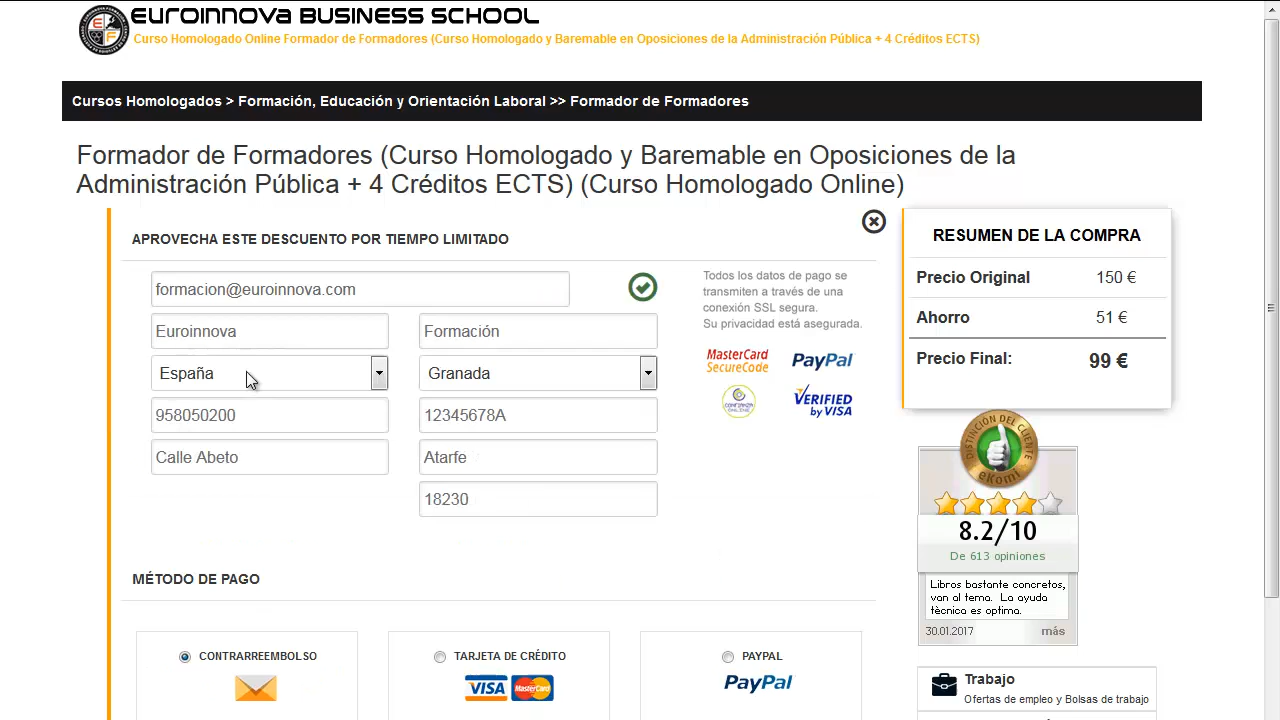 EUROINNOVa BUSINESS SCHOOL
Curso Homologado Online Formador de Formadores (Curso Homologado y Baremable en Oposiciones de la Administración Pública + 4 Créditos ECTS)
Cursos Homologados > Formación, Educación y Orientación Laboral >> Formador de Formadores
Formador de Formadores (Curso Homologado y Baremable en Oposiciones de la
Administración Pública + 4 Créditos ECTS) (Curso Homologado Online)
APROVECHA ESTE DESCUENTO POR TIEMPO LIMITADO
formacion@euroinnova.com
Euroinnova
Formación
España
Granada
958050200
12345678A
Calle Abeto
Atarfe
18230
Todos los datos de pago se
transmiten a través de una
conexión SSL segura.
Su privacidad está asegurada.
MasterCard
SecureCode
PayPal
CONFIANZA
ONLINE
VERIFIED
by VISA
RESUMEN DE LA COMPRA
Precio Original 150 €
Ahorro 51 €
Precio Final: 99 €
DISTINCIÓN DEL CLIENTE
eKomi
8.2/10
De 613 opiniones
Libros bastante concretos,
van al tema. La ayuda
tècnica es optima.
30.01.2017 más
Trabajo
Ofertas de empleo y Bolsas de trabajo
MÉTODO DE PAGO
CONTRARREEMBOLSO
TARJETA DE CRÉDITO
VISA MasterCard
PAYPAL
PayPal